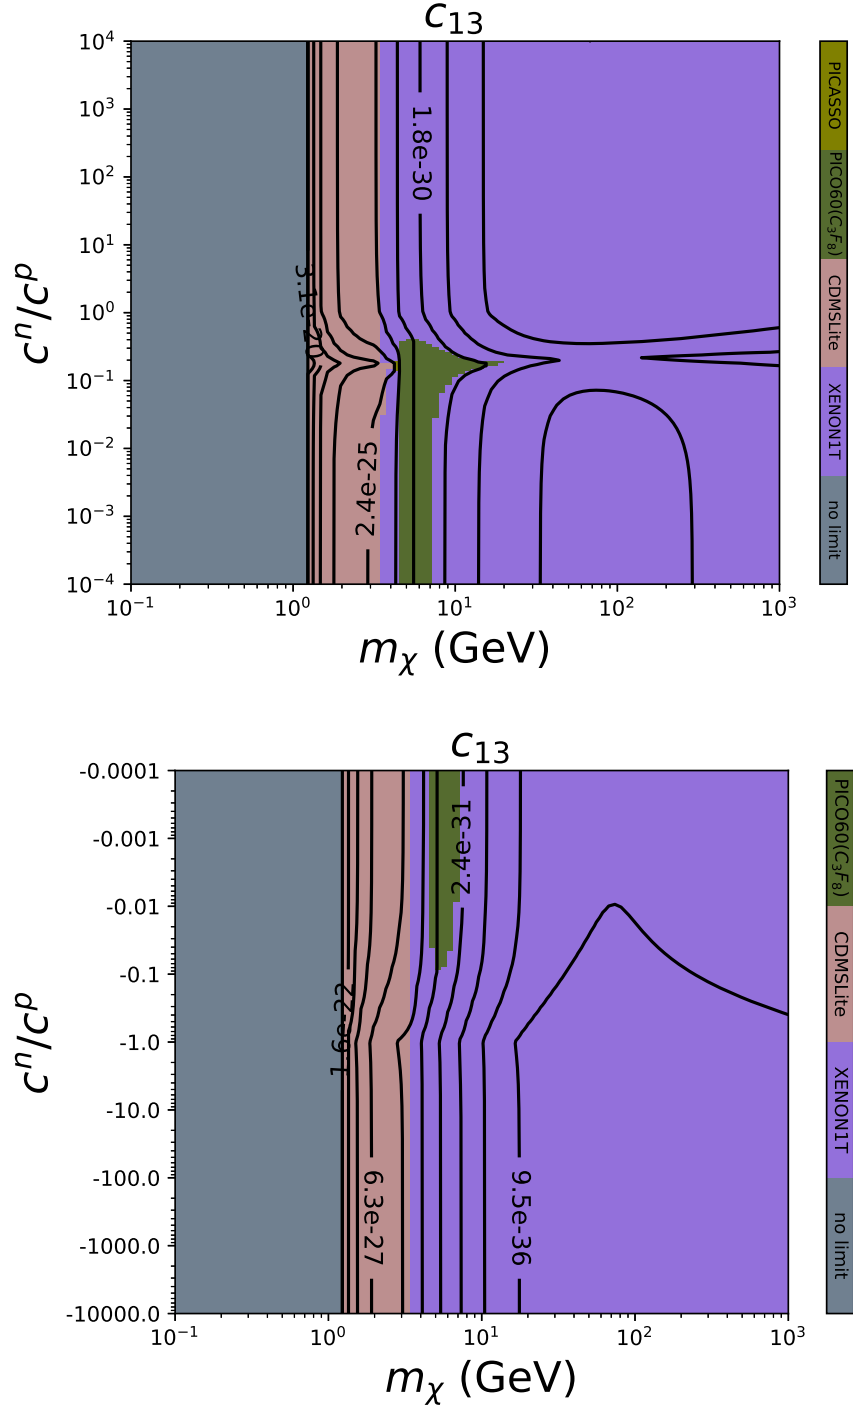 c13
10^4
10^3
10^2
10^1
10^0
10^−1
10^−2
10^−3
10^−4
c^n/c^p
3.1e-20
2.4e-25
1.8e-30
10^−1
10^0
10^1
10^2
10^3
mχ (GeV)
PICASSO
PICO60(C3F8)
CDMSLite
XENON1T
no limit
c13
-0.0001
-0.001
-0.01
-0.1
-1.0
-10.0
-100.0
-1000.0
-10000.0
c^n/c^p
1.6e-22
6.3e-27
2.4e-31
9.5e-36
10^−1
10^0
10^1
10^2
10^3
mχ (GeV)
PICO60(C3F8)
CDMSLite
XENON1T
no limit